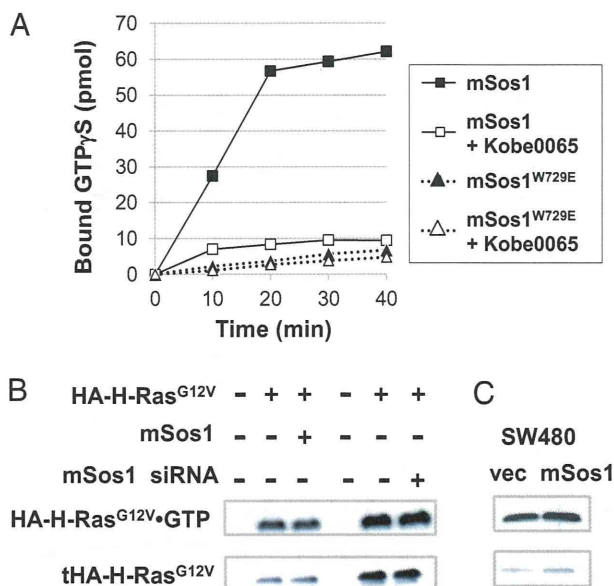 A
Bound GTPγS (pmol)
70
60
50
40
30
20
10
0
0 10 20 30 40
Time (min)
mSos1
mSos1
+ Kobe0065
mSos1W729E
mSos1W729E
+ Kobe0065
B
HA-H-RasG12V - + + - + +
mSos1 - - + - - -
mSos1 siRNA - - - - - +
HA-H-RasG12V•GTP
tHA-H-RasG12V
C
SW480
vec mSos1